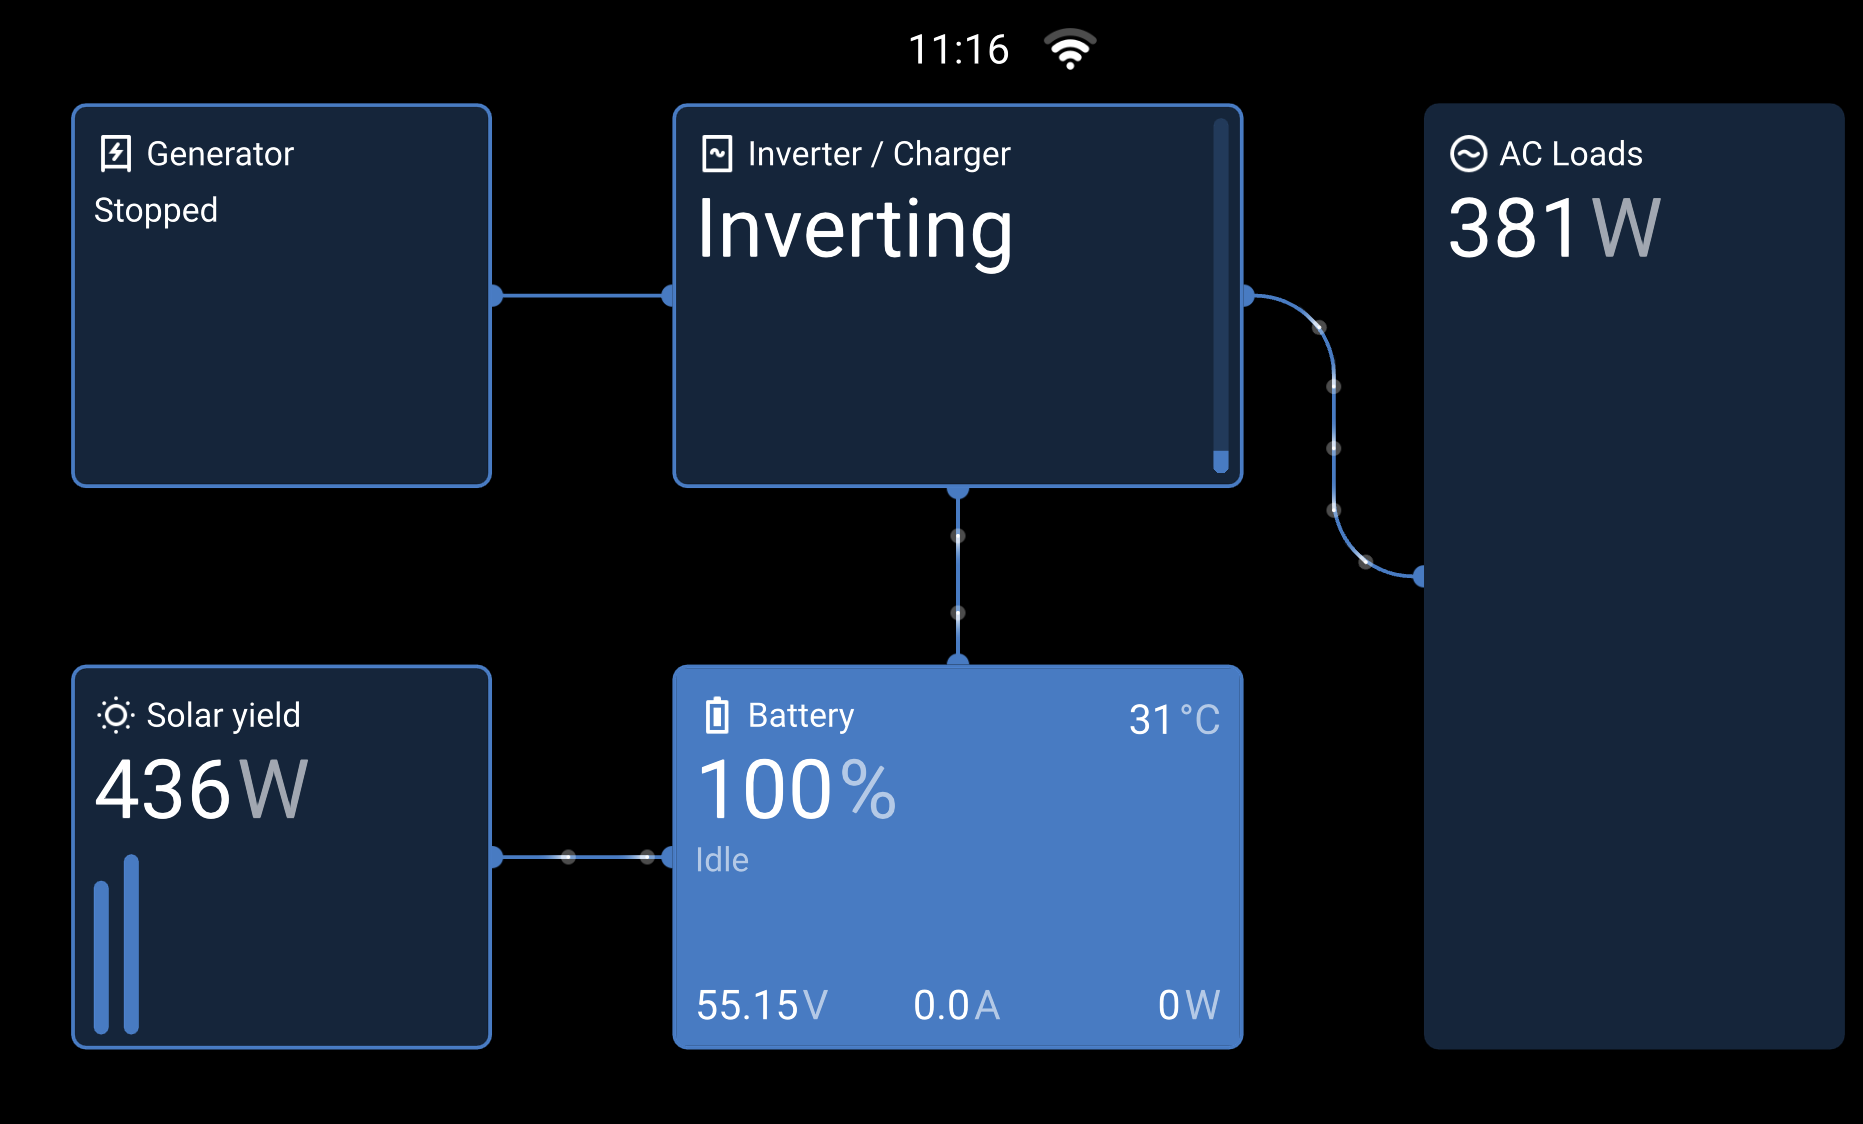 11:16
Generator
Stopped
Inverter / Charger
Inverting
AC Loads
381 W
Solar yield
436 W
Battery
31 °C
100 %
Idle
55.15 V 0.0 A 0 W